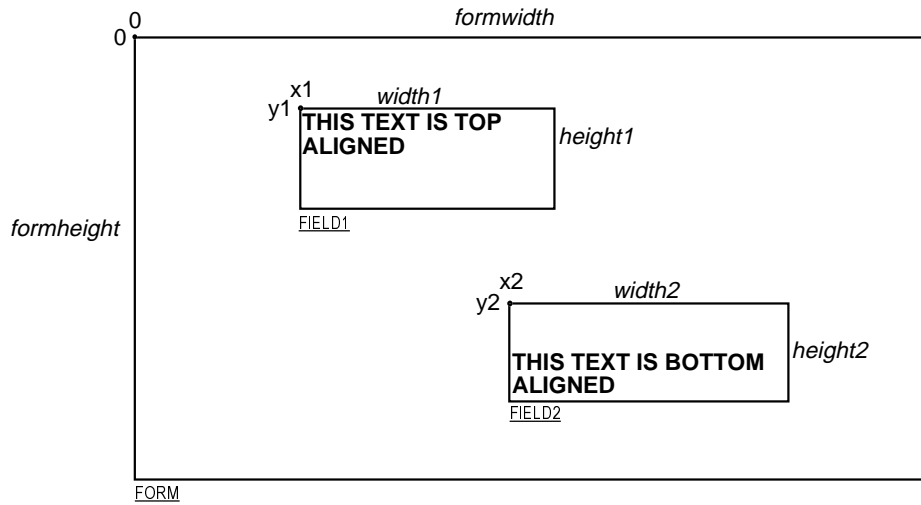 0
formwidth
0
x1
width1
y1
THIS TEXT IS TOP
ALIGNED
height1
FIELD1
formheight
x2
width2
y2
THIS TEXT IS BOTTOM
ALIGNED
height2
FIELD2
FORM